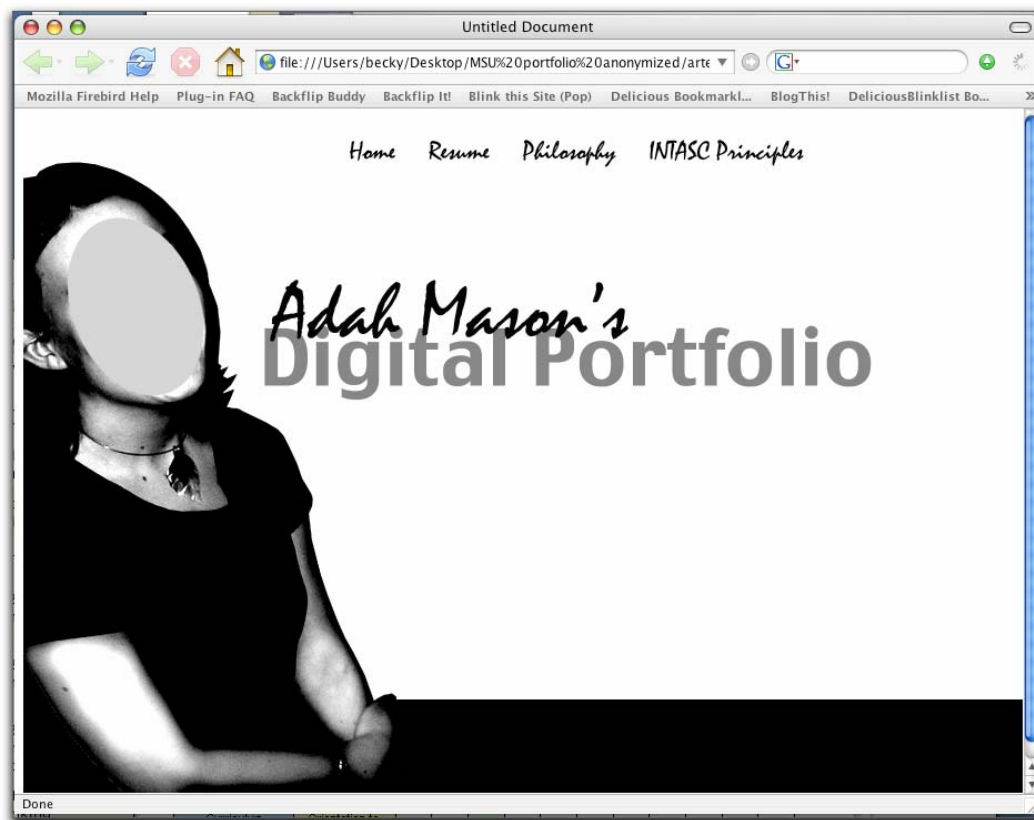 Untitled Document
file:///Users/becky/Desktop/MSU%20portfolio%20anonymized/arte
G
Mozilla Firebird Help Plug-in FAQ Backflip Buddy Backflip It! Blink this Site (Pop) Delicious Bookmarkl... BlogThis! DeliciousBlinklist Bo...
Home Resume Philosophy INTASC Principles
Adah Mason's
Digital Portfolio
Done